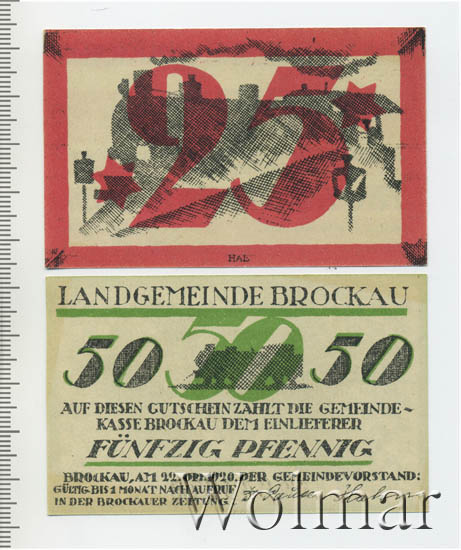 25
HAL
LANDGEMEINDE BROCKAU
50 50 50
AUF DIESEN GUTSCHEIN ZAHLT DIE GEMEINDE-
KASSE BROCKAU DEM EINLIEFERER
FÜNFZIG PFENNIG
BROCKAU, AM 22. OKT. 1920. DER GEMEINDEVORSTAND:
GÜLTIG BIS 1 MONAT NACH AUFRUF
IN DER BROCKAUER ZEITUNG.
Wolmar